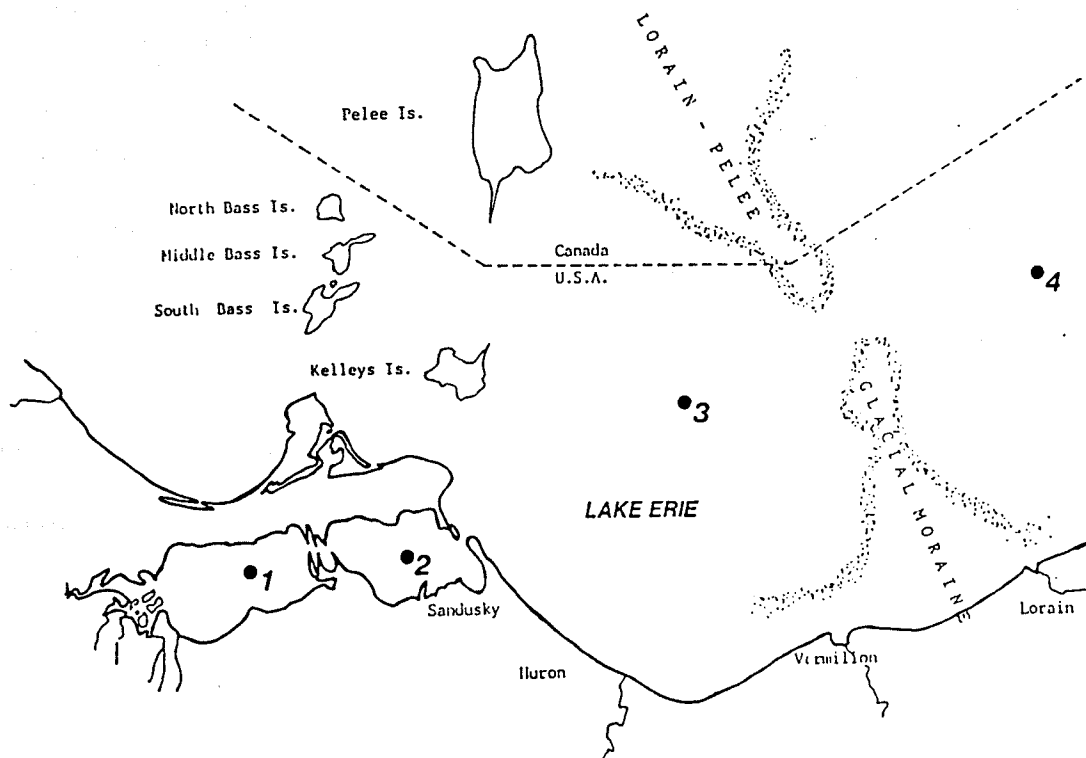 LORAIN - PELEE
Pelee Is.
North Bass Is.
Middle Bass Is.
Canada
U.S.A.
South Bass Is.
4
Kelleys Is.
3
GLACIAL MORAINE
LAKE ERIE
1
2
Sandusky
Lorain
Vermilion
Huron